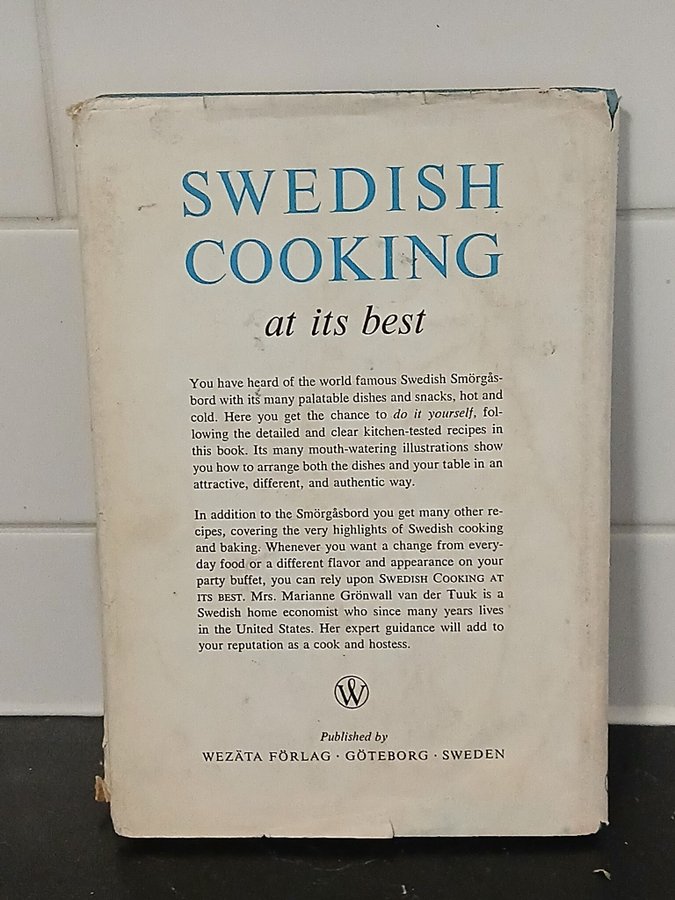 SWEDISH
COOKING
at its best
You have heard of the world famous Swedish Smörgås-
bord with its many palatable dishes and snacks, hot and
cold. Here you get the chance to do it yourself, fol-
lowing the detailed and clear kitchen-tested recipes in
this book. Its many mouth-watering illustrations show
you how to arrange both the dishes and your table in an
attractive, different, and authentic way.
In addition to the Smörgåsbord you get many other re-
cipes, covering the very highlights of Swedish cooking
and baking. Whenever you want a change from every-
day food or a different flavor and appearance on your
party buffet, you can rely upon SWEDISH COOKING AT
ITS BEST. Mrs. Marianne Grönwall van der Tuuk is a
Swedish home economist who since many years lives
in the United States. Her expert guidance will add to
your reputation as a cook and hostess.
W
Published by
WEZÄTA FÖRLAG · GÖTEBORG · SWEDEN